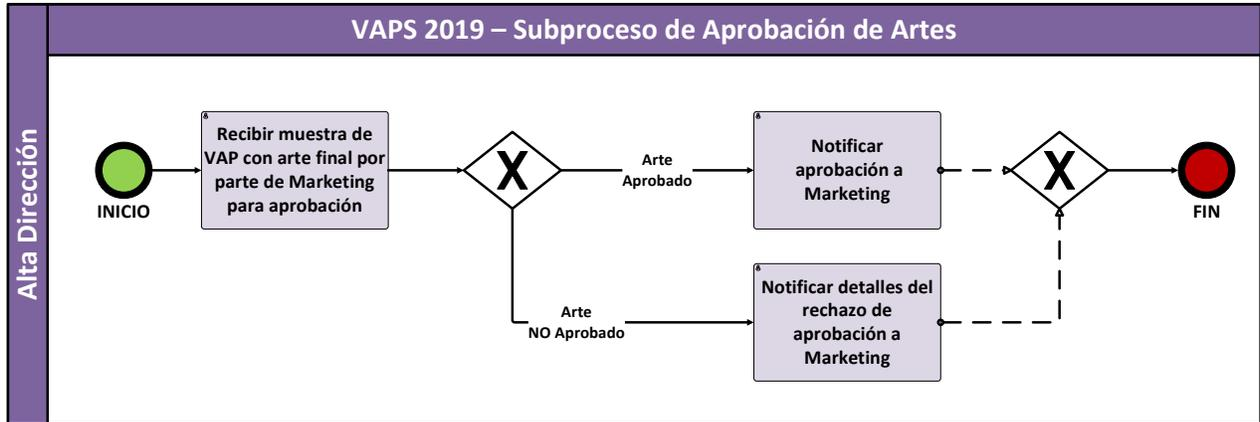 VAPS 2019 – Subproceso de Aprobación de Artes
Alta Dirección
INICIO
Recibir muestra de
VAP con arte final por
parte de Marketing
para aprobación
X
Arte
Aprobado
Notificar
aprobación a
Marketing
X
FIN
Arte
NO Aprobado
Notificar detalles del
rechazo de
aprobación a
Marketing